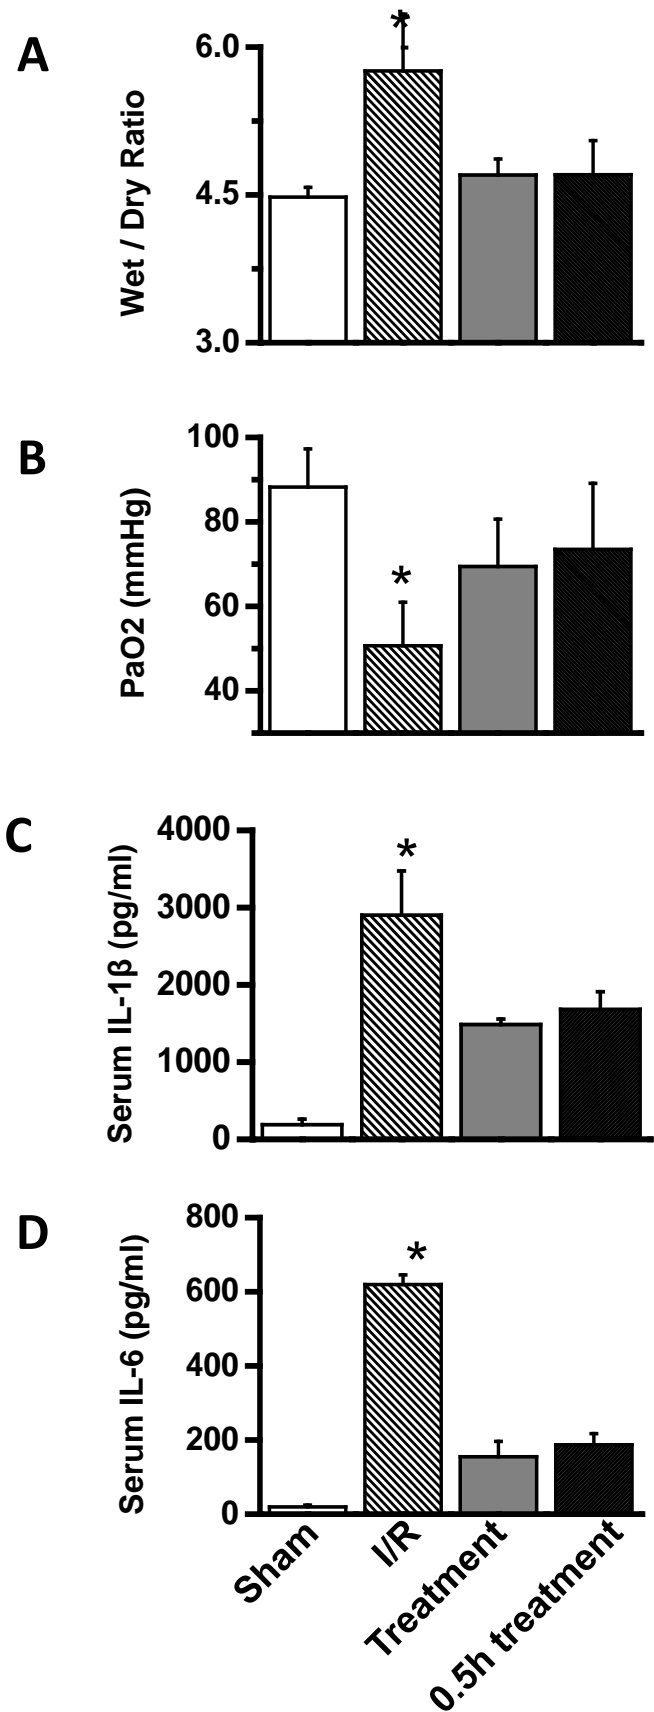 A
Wet / Dry Ratio
6.0
4.5
3.0
*
B
PaO2 (mmHg)
100
80
60
40
*
C
Serum IL-1β (pg/ml)
4000
3000
2000
1000
0
*
D
Serum IL-6 (pg/ml)
800
600
400
200
0
*
Sham
I/R
Treatment
0.5h treatment